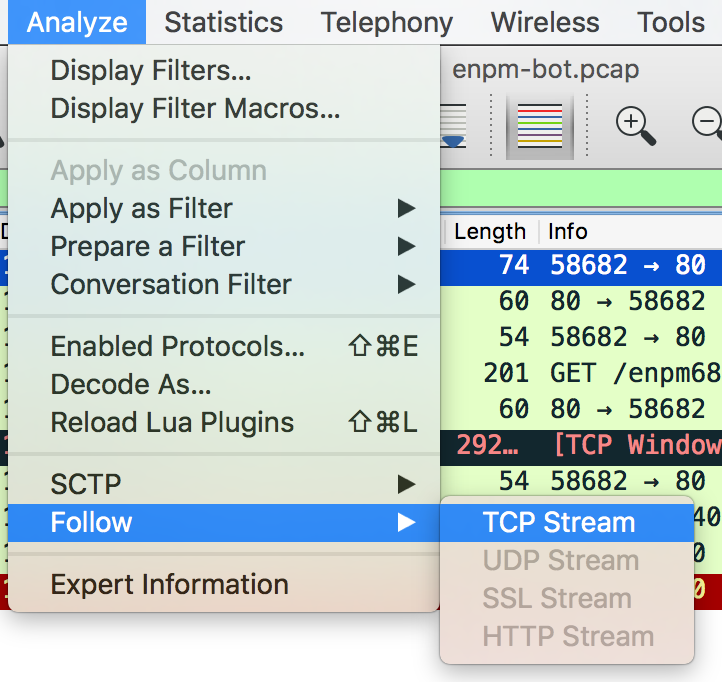 Analyze Statistics Telephony Wireless Tools
enpm-bot.pcap
Display Filters...
Display Filter Macros...
Apply as Column
Apply as Filter ▶
Prepare a Filter ▶
Conversation Filter ▶
Enabled Protocols... ⇧⌘E
Decode As...
Reload Lua Plugins ⇧⌘L
SCTP ▶
Follow ▶
Expert Information
TCP Stream
UDP Stream
SSL Stream
HTTP Stream
Length Info
74 58682 → 80
60 80 → 58682
54 58682 → 80
201 GET /enpm68
60 80 → 58682
292… [TCP Window
54 58682 → 80
40
0
0